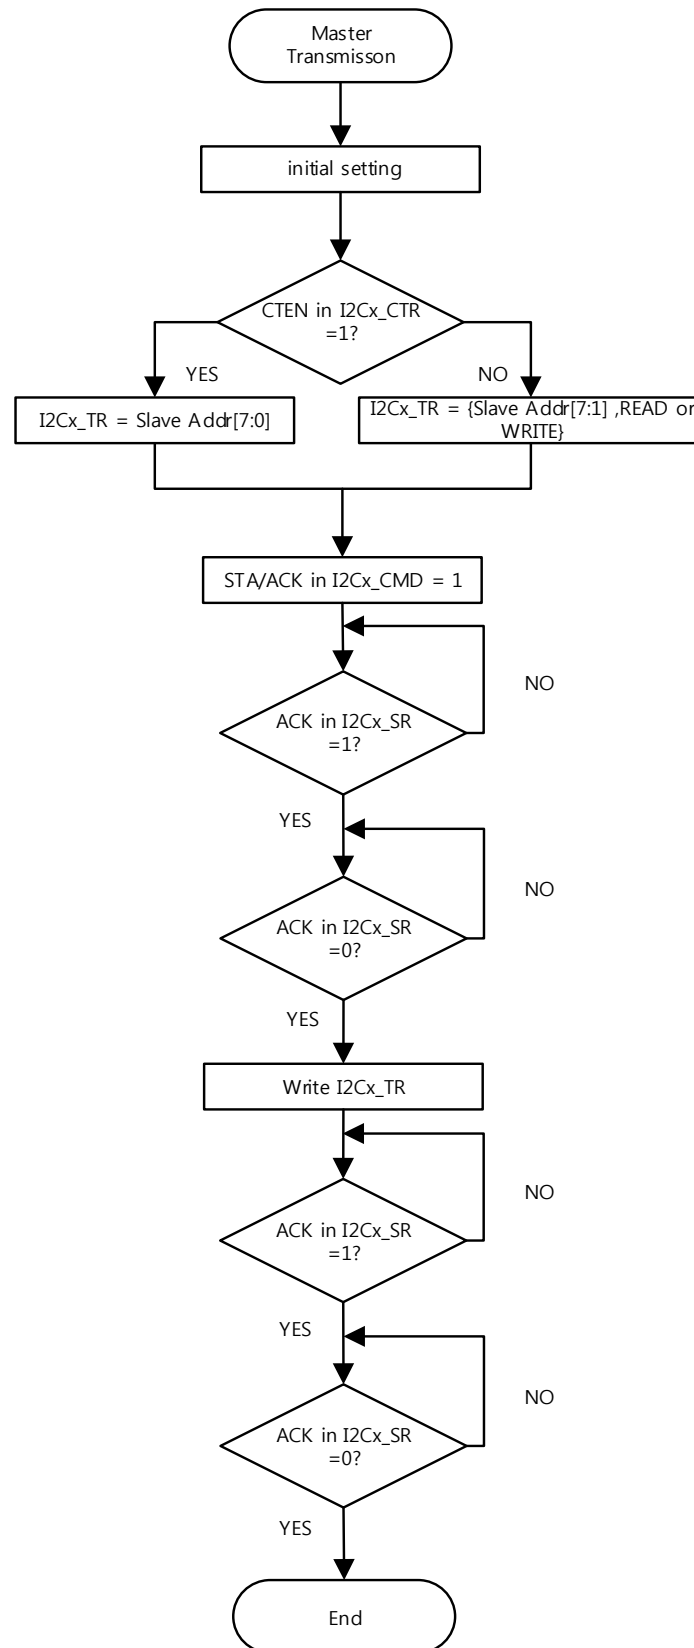 Master
Transmisson
initial setting
CTEN in I2Cx_CTR
=1?
YES
NO
I2Cx_TR = Slave Addr[7:0]
I2Cx_TR = {Slave Addr[7:1] ,READ or
WRITE}
STA/ACK in I2Cx_CMD = 1
NO
ACK in I2Cx_SR
=1?
YES
NO
ACK in I2Cx_SR
=0?
YES
Write I2Cx_TR
NO
ACK in I2Cx_SR
=1?
YES
NO
ACK in I2Cx_SR
=0?
YES
End